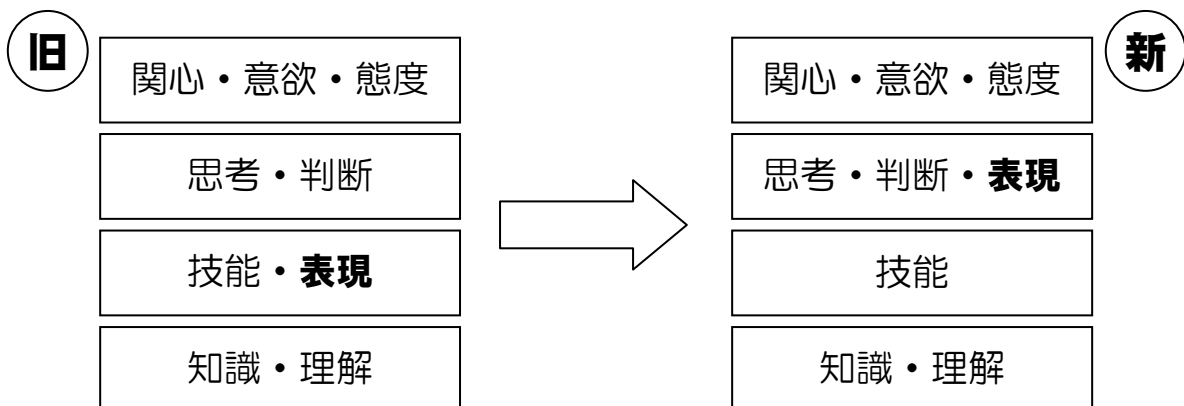 旧
関心・意欲・態度
思考・判断
技能・表現
知識・理解
新
関心・意欲・態度
思考・判断・表現
技能
知識・理解